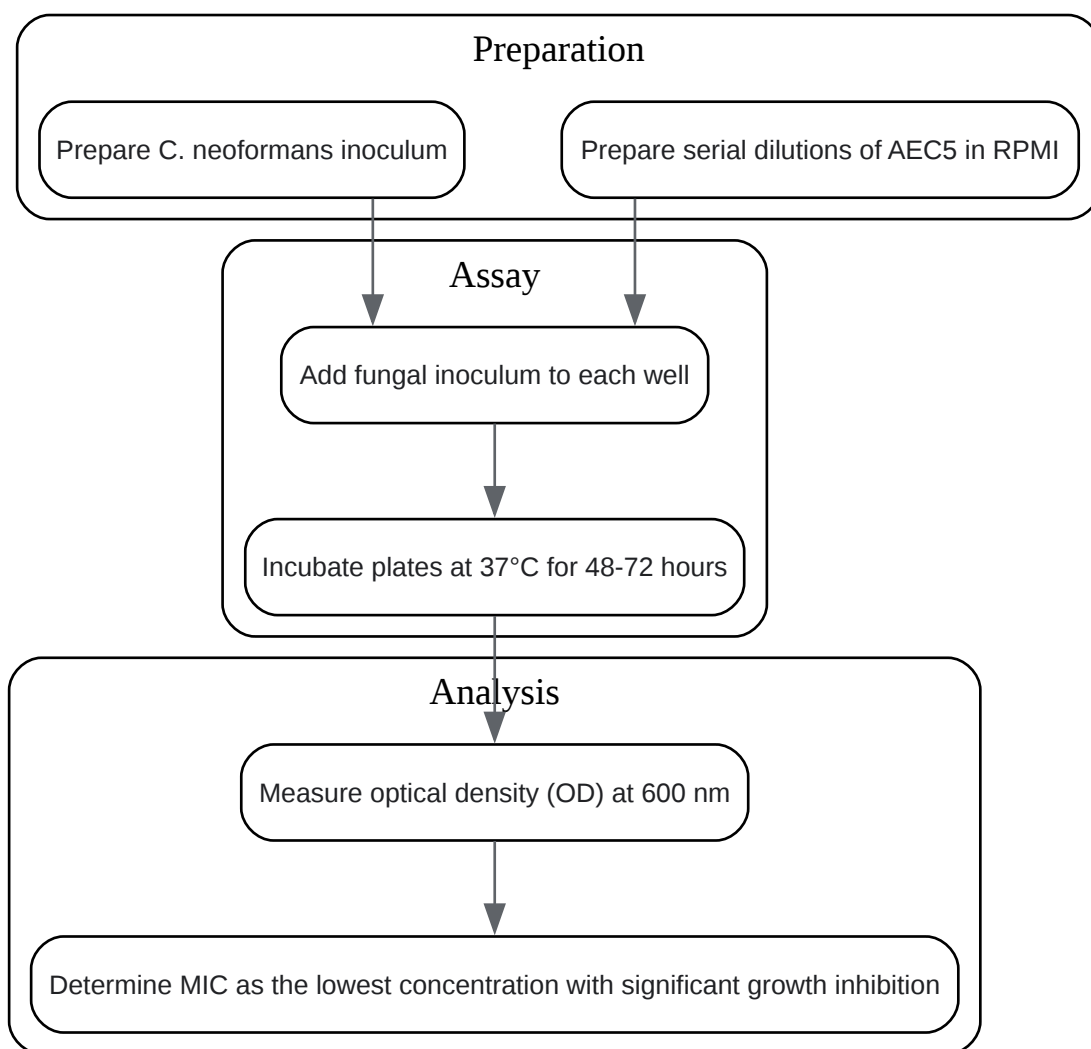 Preparation
Prepare C. neoformans inoculum
Prepare serial dilutions of AEC5 in RPMI
Assay
Add fungal inoculum to each well
Incubate plates at 37°C for 48-72 hours
Analysis
Measure optical density (OD) at 600 nm
Determine MIC as the lowest concentration with significant growth inhibition